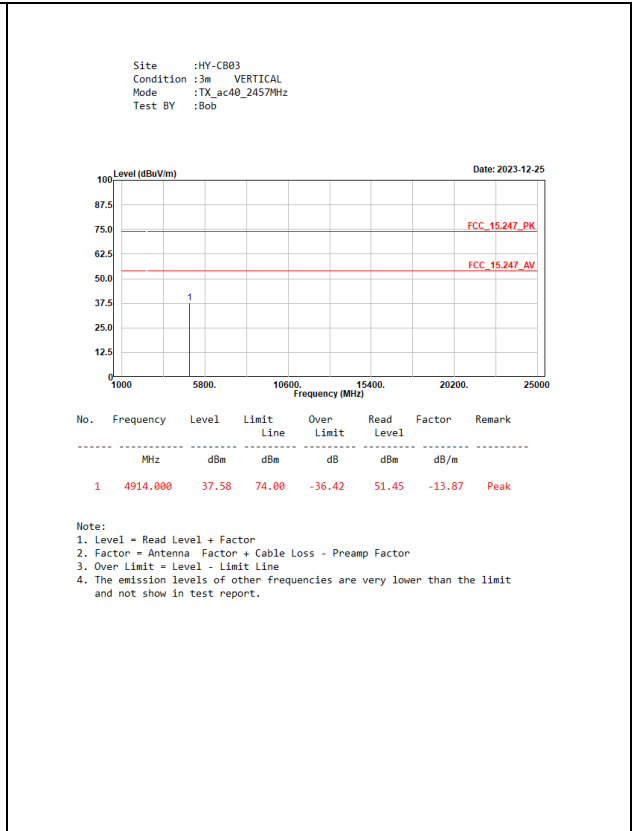 Site :HY-CB03
Condition :3m VERTICAL
Mode :TX_ac40_2457MHz
Test BY :Bob
Level (dBuV/m) Date: 2023-12-25
100
87.5
75.0 FCC_15.247_PK
62.5
FCC_15.247_AV
50.0
37.5 1
25.0
12.5
0
1000 5800. 10600. 15400. 20200. 25000
Frequency (MHz)
No. Frequency Level Limit Over Read Factor Remark
Line Limit Level
------ ----------- -------- --------- --------- --------- -------- ---------
MHz dBm dBm dB dBm dB/m
1 4914.000 37.58 74.00 -36.42 51.45 -13.87 Peak
Note:
1. Level = Read Level + Factor
2. Factor = Antenna Factor + Cable Loss - Preamp Factor
3. Over Limit = Level - Limit Line
4. The emission levels of other frequencies are very lower than the limit
and not show in test report.